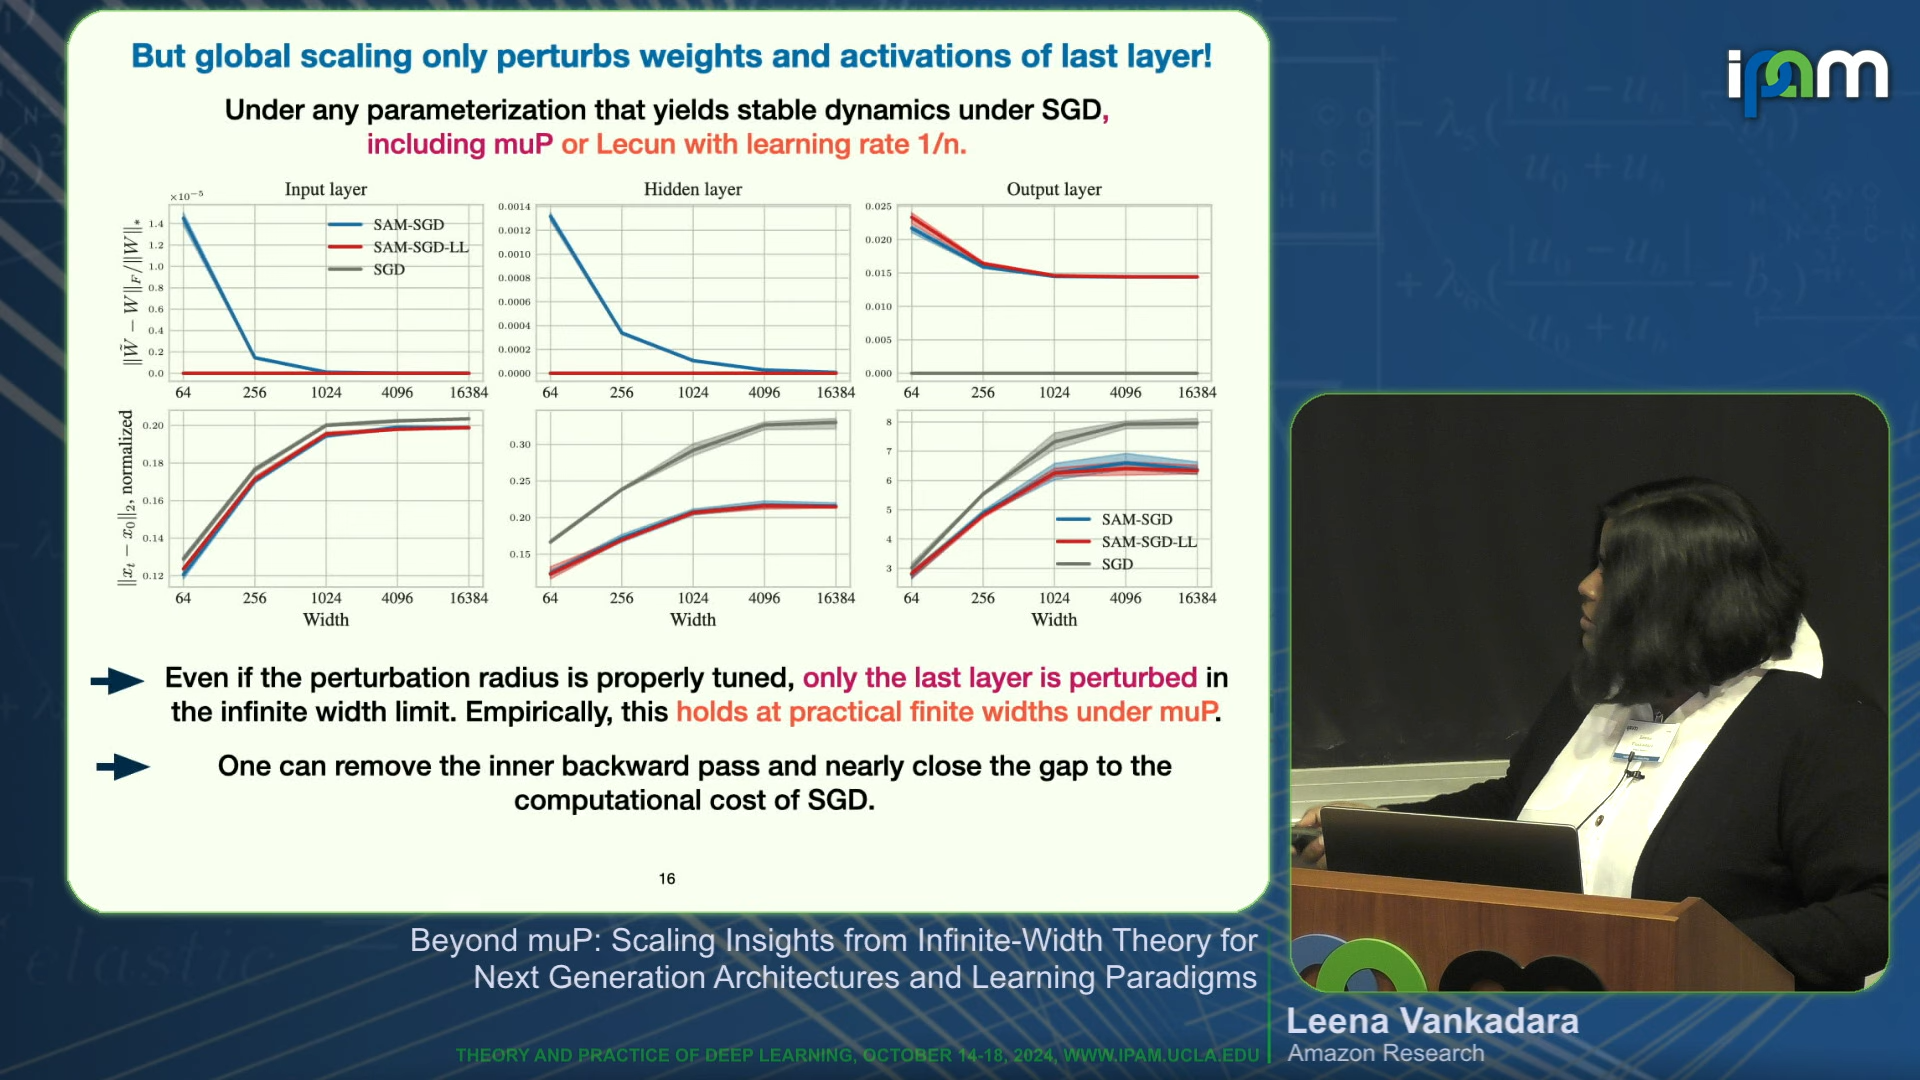 But global scaling only perturbs weights and activations of last layer!
Under any parameterization that yields stable dynamics under SGD,
including muP or Lecun with learning rate 1/n.
Input layer
Hidden layer
Output layer
×10⁻⁵
‖W̃ − W‖_F/‖W‖_*
1.4
1.2
1.0
0.8
0.6
0.4
0.2
0.0
SAM-SGD
SAM-SGD-LL
SGD
64 256 1024 4096 16384
0.0014
0.0012
0.0010
0.0008
0.0006
0.0004
0.0002
0.0000
64 256 1024 4096 16384
0.025
0.020
0.015
0.010
0.005
0.000
64 256 1024 4096 16384
‖x_t − x_0‖_2, normalized
0.20
0.18
0.16
0.14
0.12
64 256 1024 4096 16384
Width
0.30
0.25
0.20
0.15
64 256 1024 4096 16384
Width
8
7
6
5
4
3
SAM-SGD
SAM-SGD-LL
SGD
64 256 1024 4096 16384
Width
Even if the perturbation radius is properly tuned, only the last layer is perturbed in
the infinite width limit. Empirically, this holds at practical finite widths under muP.
One can remove the inner backward pass and nearly close the gap to the
computational cost of SGD.
16
ipam
Beyond muP: Scaling Insights from Infinite-Width Theory for
Next Generation Architectures and Learning Paradigms
THEORY AND PRACTICE OF DEEP LEARNING, OCTOBER 14-18, 2024, WWW.IPAM.UCLA.EDU
Leena Vankadara
Amazon Research
elastic